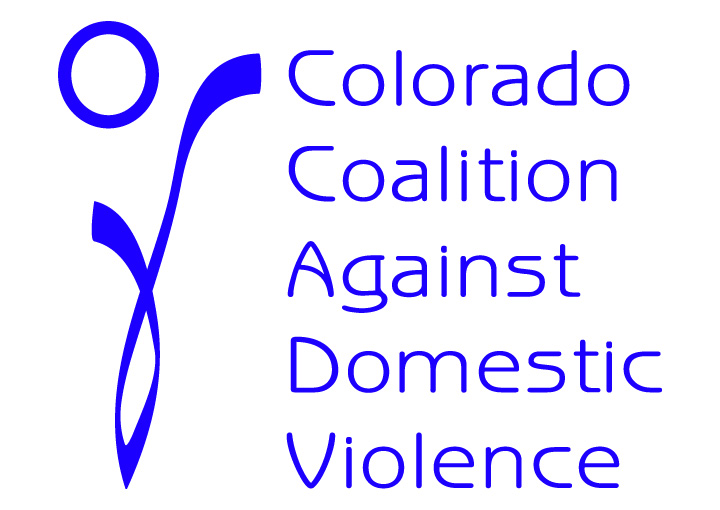 Colorado
Coalition
Against
Domestic
Violence